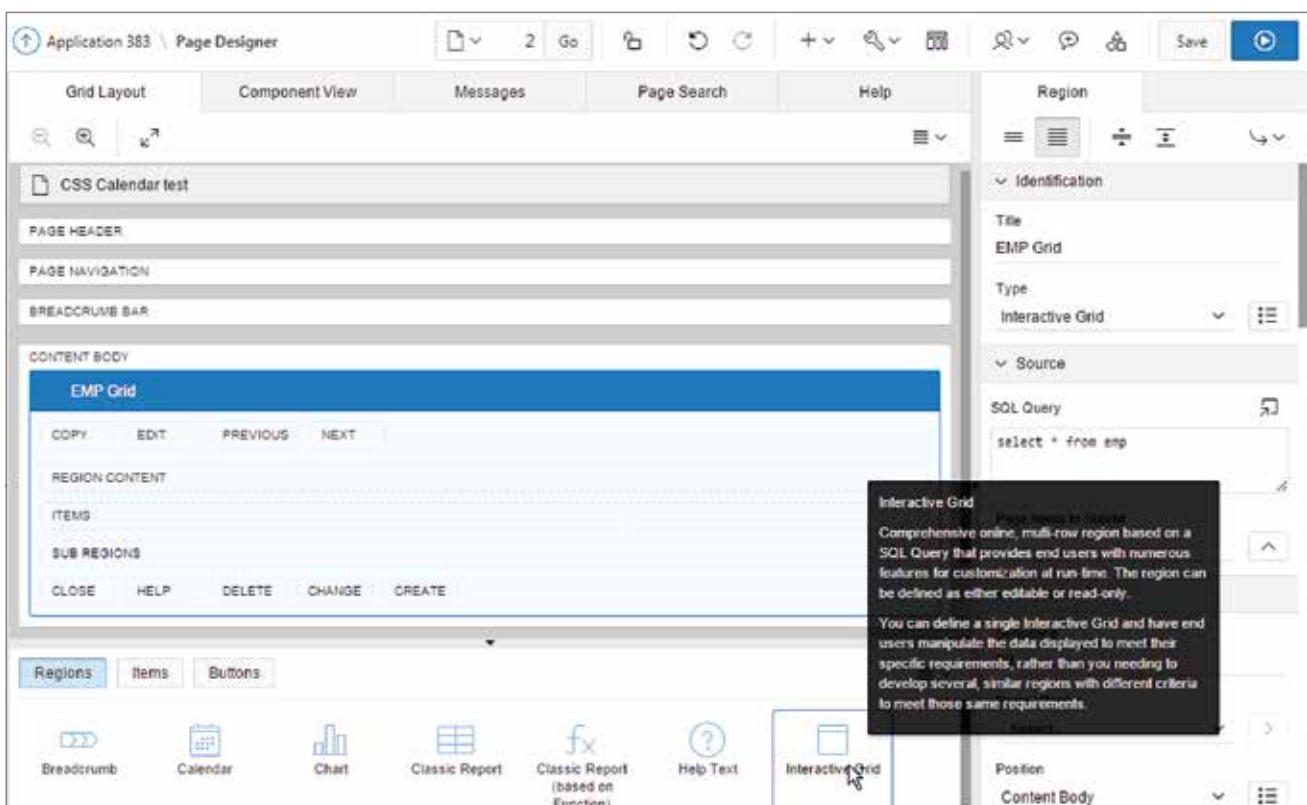 Application 383 \ Page Designer
2 Go
Save
Grid Layout
Component View
Messages
Page Search
Help
Region
CSS Calendar test
PAGE HEADER
PAGE NAVIGATION
BREADCRUMB BAR
CONTENT BODY
EMP Grid
COPY EDIT PREVIOUS NEXT
REGION CONTENT
ITEMS
SUB REGIONS
CLOSE HELP DELETE CHANGE CREATE
Identification
Title
EMP Grid
Type
Interactive Grid
Source
SQL Query
select * from emp
Interactive Grid
Comprehensive online, multi-row region based on a
SQL Query that provides end users with numerous
features for customization at run-time. The region can
be defined as either editable or read-only.
You can define a single Interactive Grid and have end
users manipulate the data displayed to meet their
specific requirements, rather than you needing to
develop several, similar regions with different criteria
to meet those same requirements.
Position
Content Body
Regions Items Buttons
Breadcrumb
Calendar
Chart
Classic Report
Classic Report
(based on
Function)
Help Text
Interactive Grid